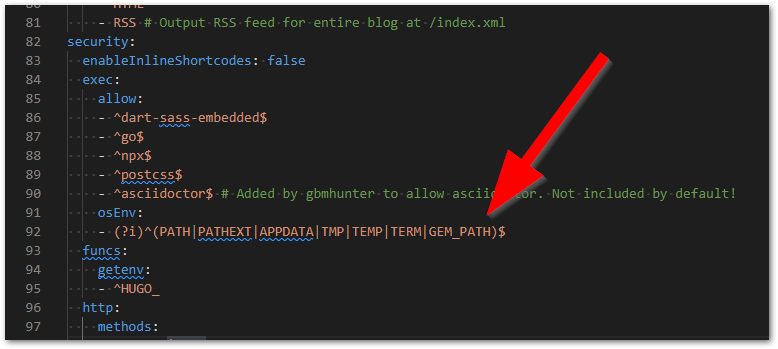 81 - RSS # Output RSS feed for entire blog at /index.xml
82 security:
83 enableInlineShortcodes: false
84 exec:
85 allow:
86 - ^dart-sass-embedded$
87 - ^go$
88 - ^npx$
89 - ^postcss$
90 - ^asciidoctor$ # Added by gbmhunter to allow asciid or. Not included by default!
91 osEnv:
92 - (?i)^(PATH|PATHEXT|APPDATA|TMP|TEMP|TERM|GEM_PATH)$
93 funcs:
94 getenv:
95 - ^HUGO_
96 http:
97 methods: